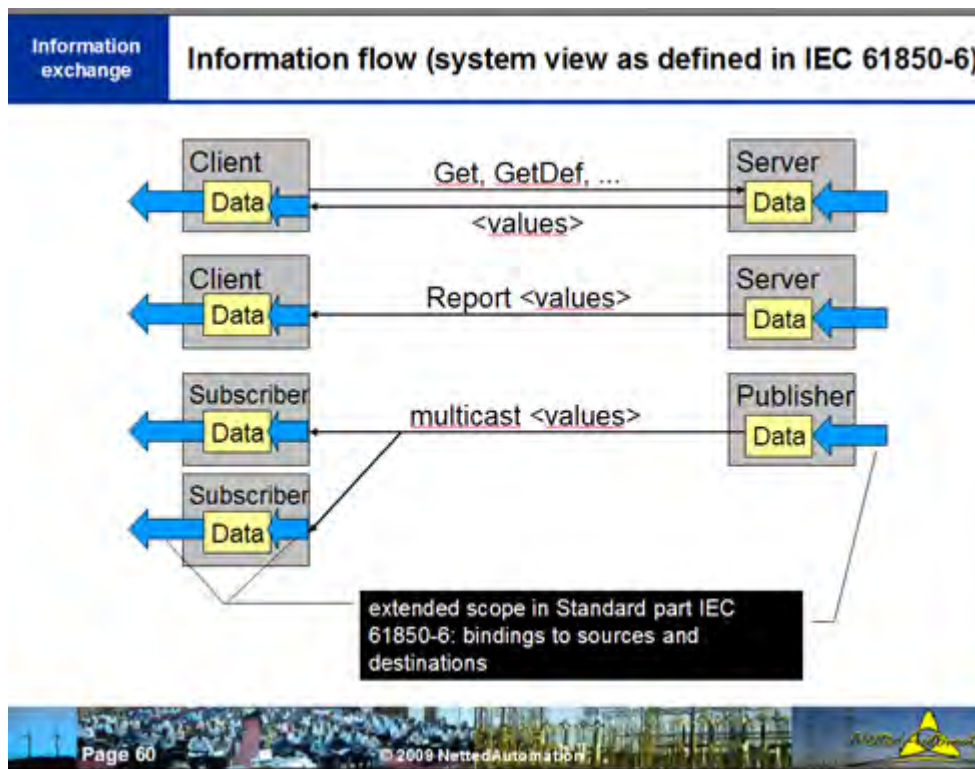 Information
exchange
Information flow (system view as defined in IEC 61850-6)
Client
Data
Get, GetDef, ...
<values>
Server
Data
Client
Data
Report <values>
Server
Data
Subscriber
Data
multicast <values>
Publisher
Data
Subscriber
Data
extended scope in Standard part IEC
61850-6: bindings to sources and
destinations
Page 60
© 2009 NettedAutomation